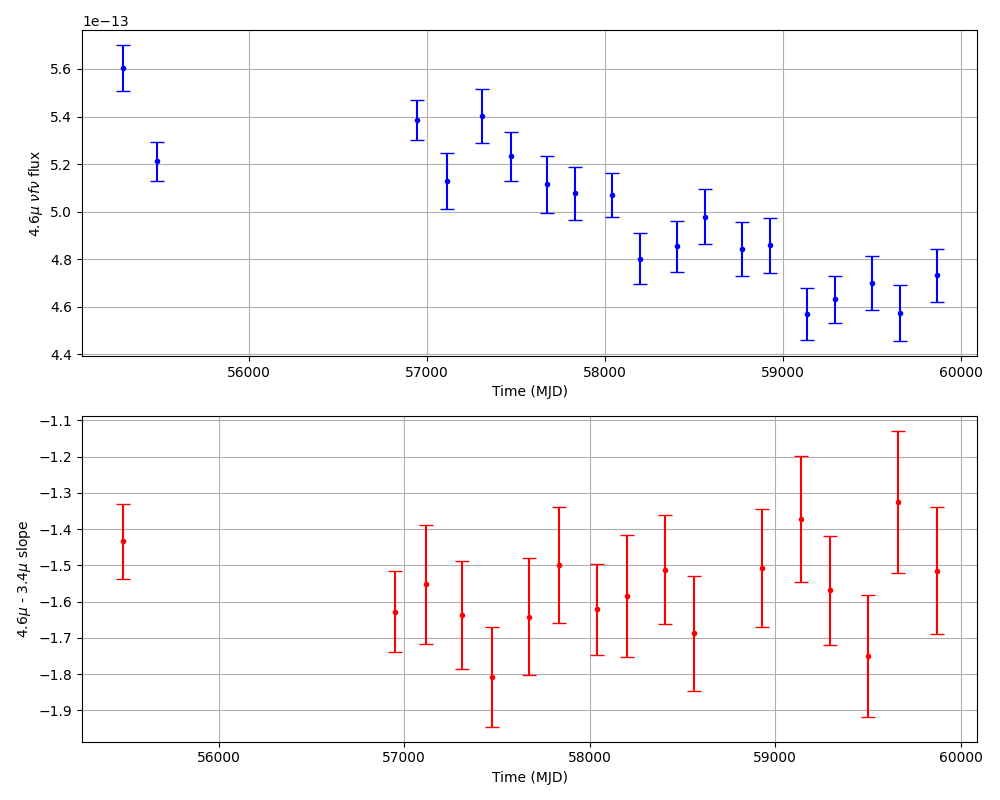 1e−13
5.6
5.4
5.2
5.0
4.8
4.6
4.4
4.6μ νfν flux
56000 57000 58000 59000 60000
Time (MJD)
−1.1
−1.2
−1.3
−1.4
−1.5
−1.6
−1.7
−1.8
−1.9
4.6μ - 3.4μ slope
56000 57000 58000 59000 60000
Time (MJD)